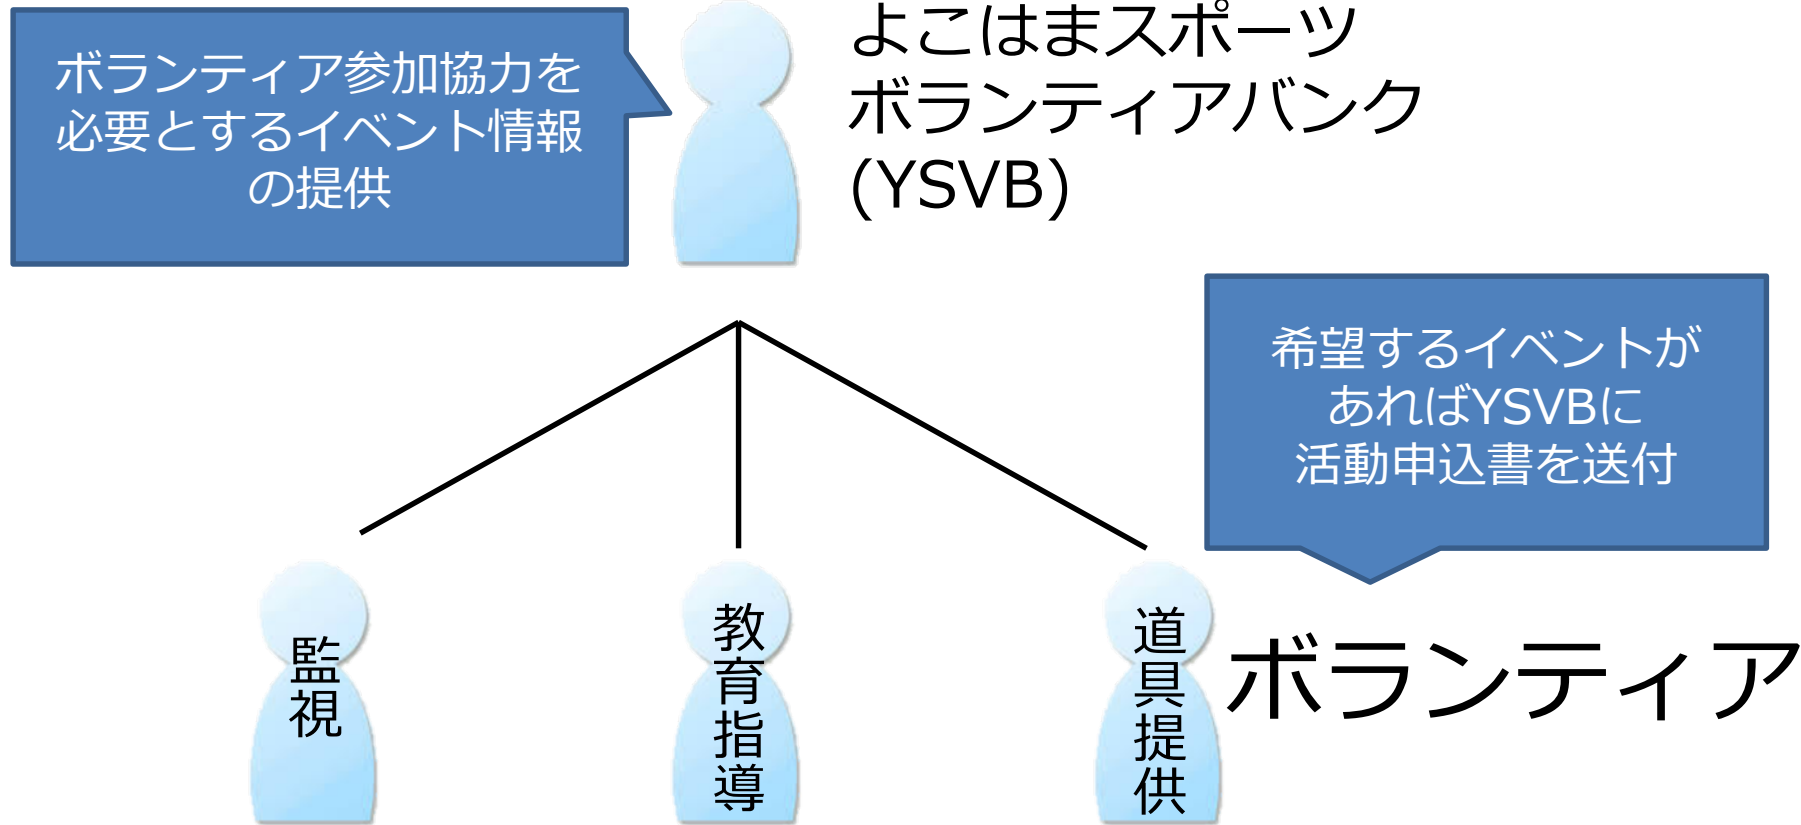 ボランティア参加協力を
必要とするイベント情報
の提供
よこはまスポーツ
ボランティアバンク
(YSVB)
希望するイベントが
あればYSVBに
活動申込書を送付
監視
教育指導
道具提供
ボランティア